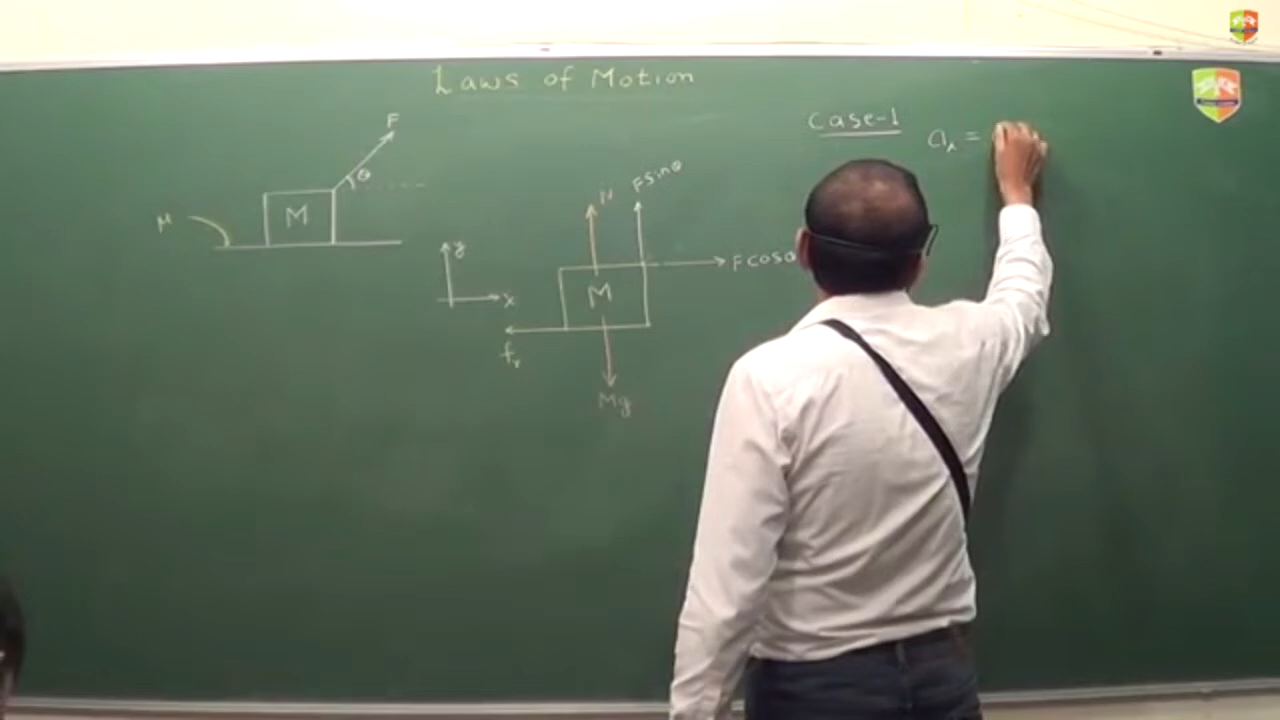 Laws of Motion
Case-1
aₓ =
F
θ
M
μ
N
Fsinθ
y
x
M
Fcosθ
fᵣ
Mg